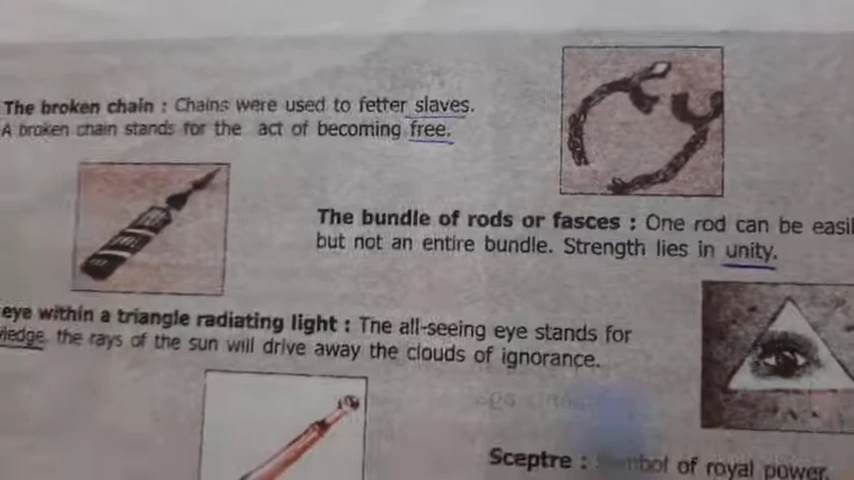 The broken chain : Chains were used to fetter slaves.
A broken chain stands for the act of becoming free.
The bundle of rods or fasces : One rod can be
but not an entire bundle. Strength lies in unity.
eye within a triangle radiating light : The all-seeing eye stands for
the rays of the sun will drive away the clouds of ignorance.
Sceptre : Symbol of royal power.